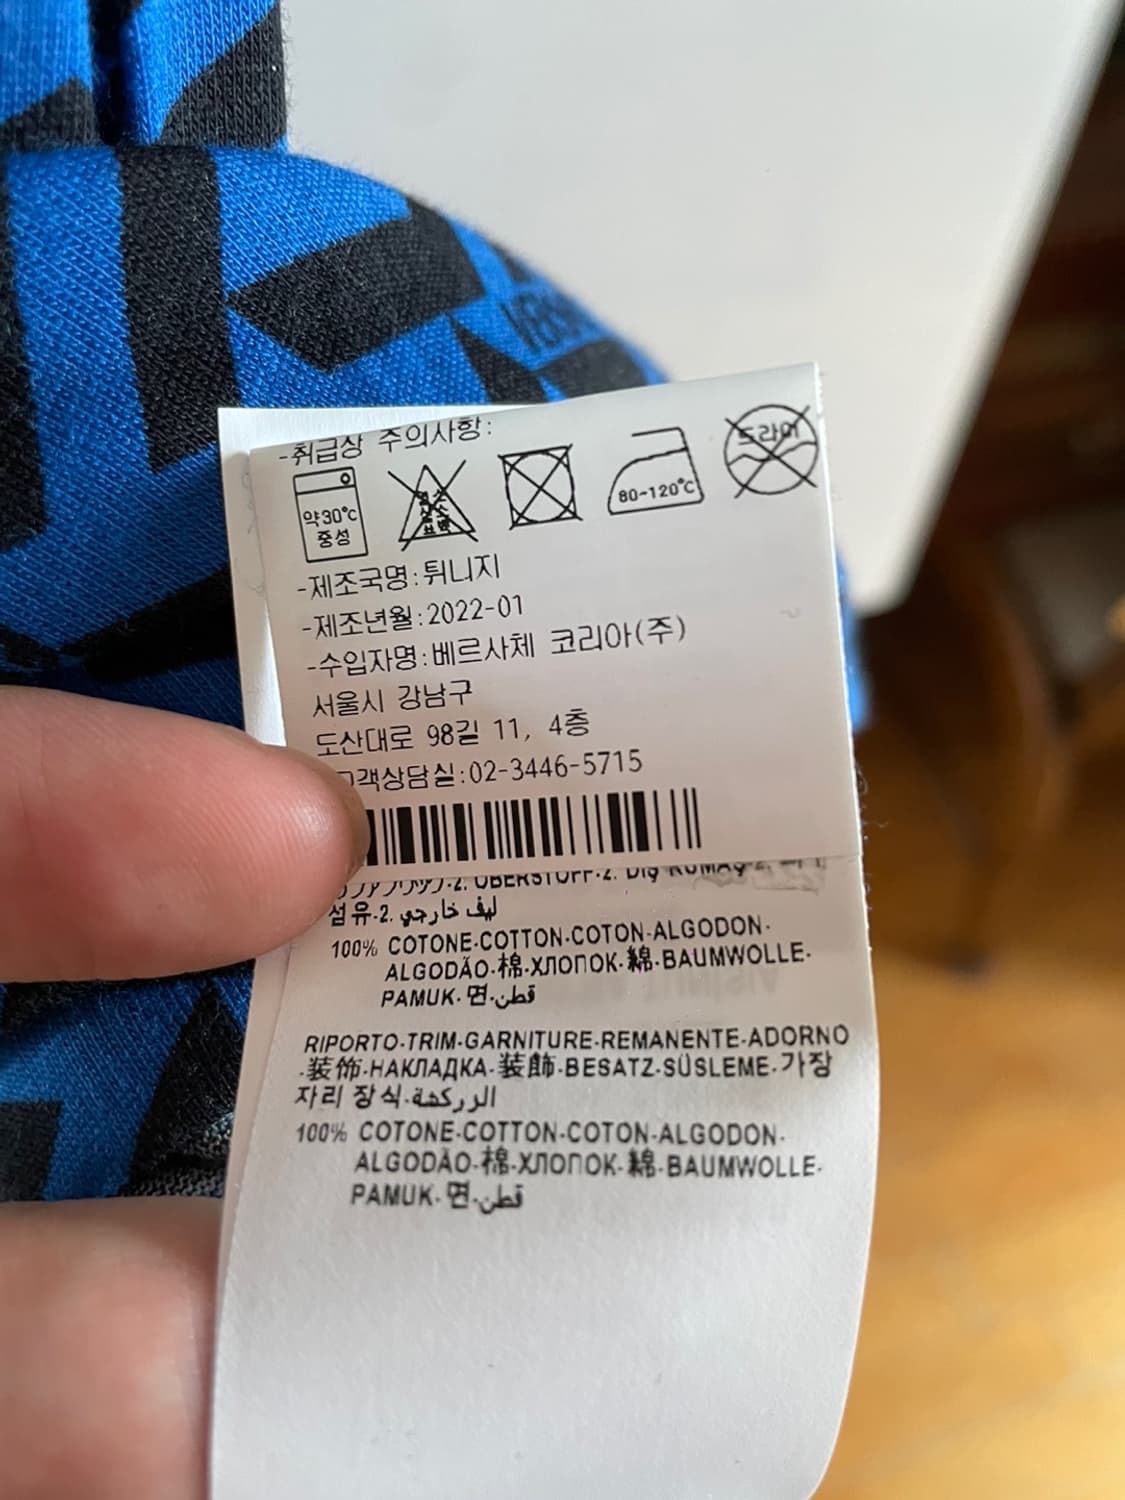 -취급상 주의사항:
약30℃
중성
80~120℃
드라이
-제조국명:튀니지
-제조년월:2022-01
-수입자명:베르사체 코리아(주)
서울시 강남구
도산대로 98길 11, 4층
고객상담실:02-3446-5715
2. OBERSTOFF-2. DIŞ KUMAŞ-2.
섬유-2. ليف خارجي
100% COTONE-COTTON-COTON-ALGODON-
ALGODÃO-棉-ХЛОПОК-綿-BAUMWOLLE-
PAMUK-면-قطن
RIPORTO-TRIM-GARNITURE-REMANENTE-ADORNO
-装饰-НАКЛАДКА-装飾-BESATZ-SÜSLEME-가장
자리 장식-الزركشة
100% COTONE-COTTON-COTON-ALGODON-
ALGODÃO-棉-ХЛОПОК-綿-BAUMWOLLE-
PAMUK-면-قطن